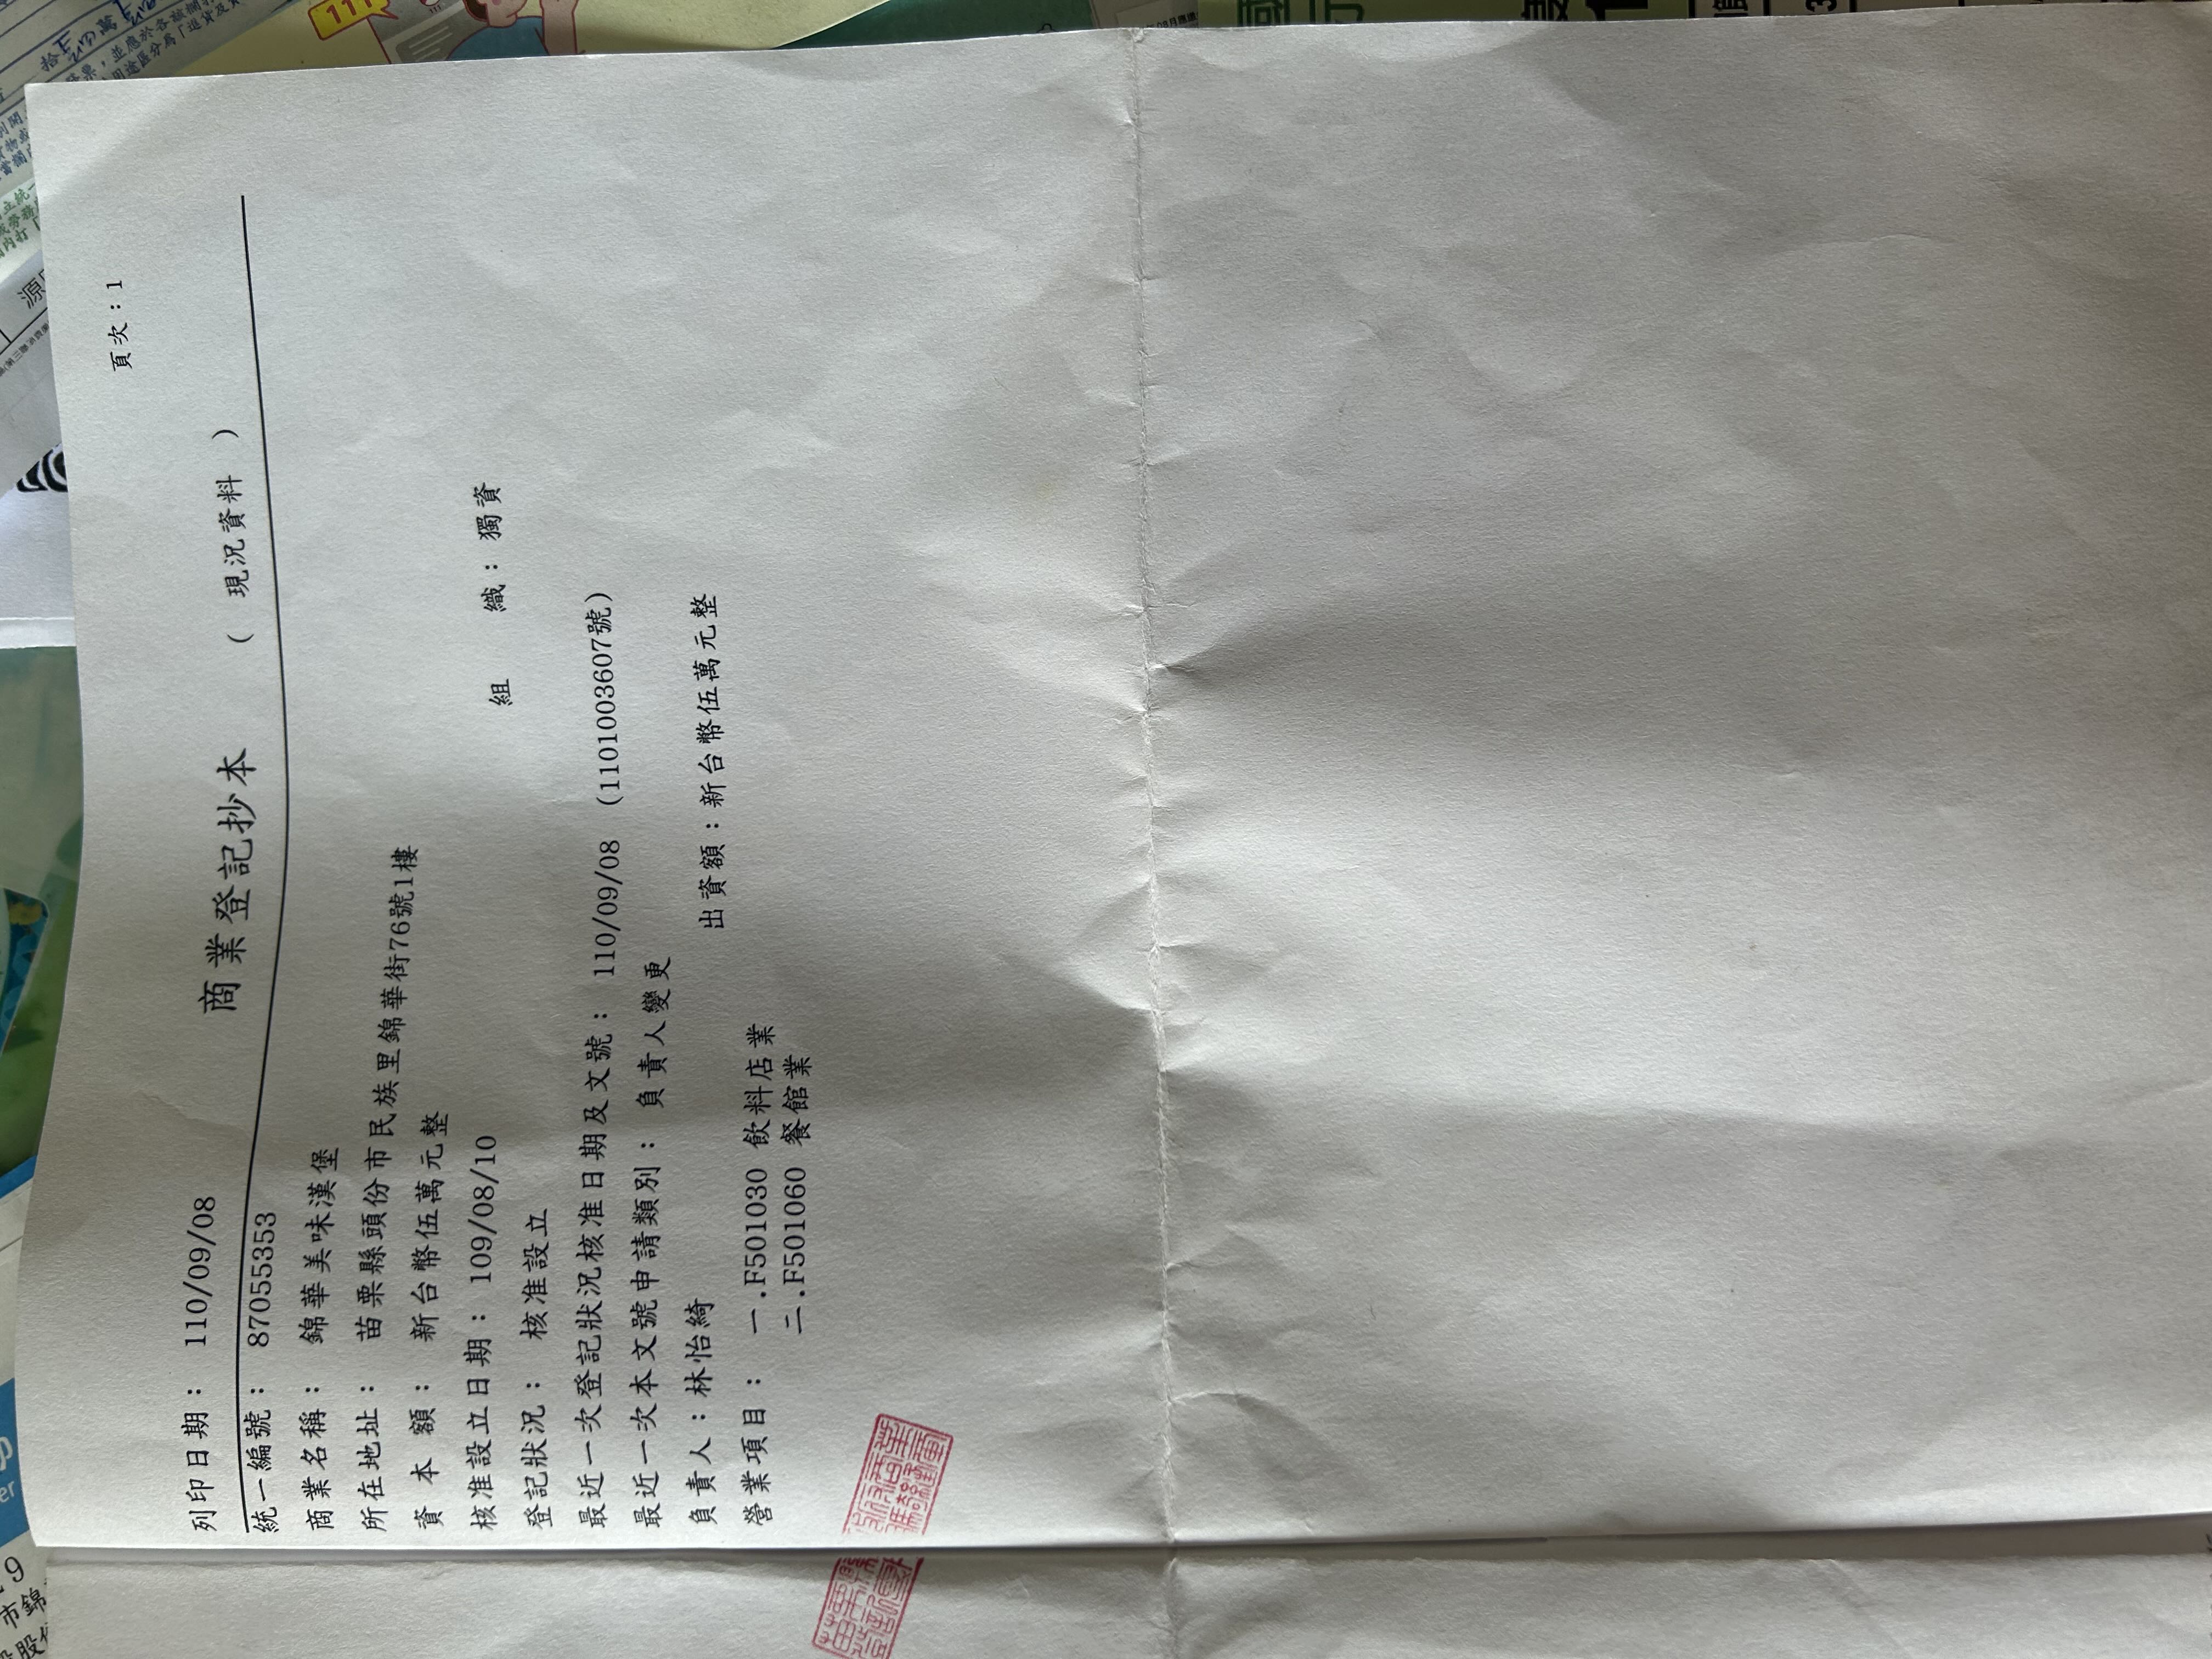 頁次：1
列印日期： 110/09/08
商業登記抄本 （ 現況資料 ）
統一編號： 87055353
商業名稱： 錦華美味漢堡
所在地址： 苗栗縣頭份市民族里錦華街76號1樓
資 本 額： 新台幣伍萬元整
核准設立日期：109/08/10 組 織：獨資
登記狀況： 核准設立
最近一次登記狀況核准日期及文號： 110/09/08 (1101003607號)
最近一次本文號申請類別： 負責人變更
負責人：林怡綺 出資額：新台幣伍萬元整
營業項目： 一.F501030 飲料店業
二.F501060 餐館業